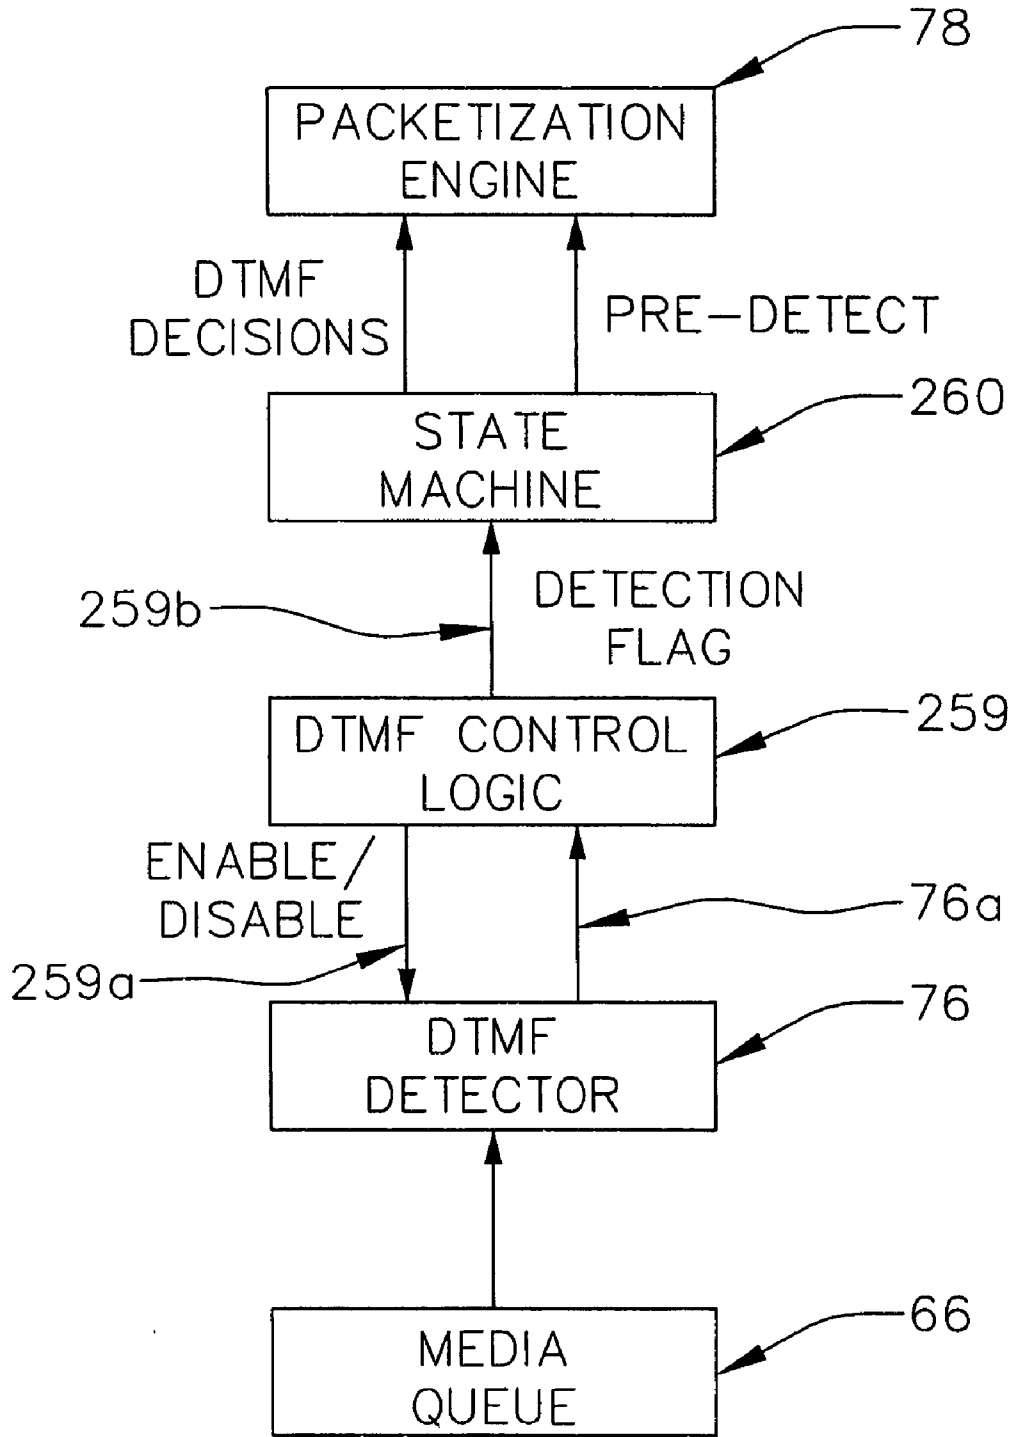 78
PACKETIZATION
ENGINE
DTMF
DECISIONS
PRE-DETECT
260
STATE
MACHINE
259b
DETECTION
FLAG
259
DTMF CONTROL
LOGIC
ENABLE/
DISABLE
76a
259a
76
DTMF
DETECTOR
66
MEDIA
QUEUE